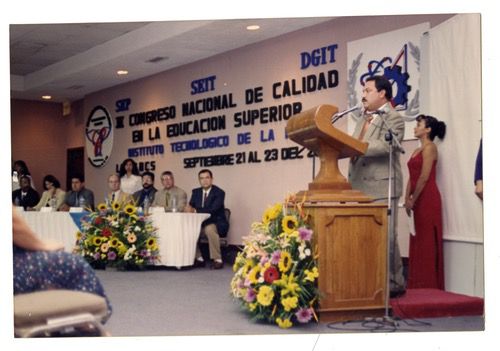 SEP SEIT DGIT
IX CONGRESO NACIONAL DE CALIDAD
EN LA EDUCACION SUPERIOR
INSTITUTO TECNOLOGICO DE LA
SEPTIEMBRE 21 AL 23 DE